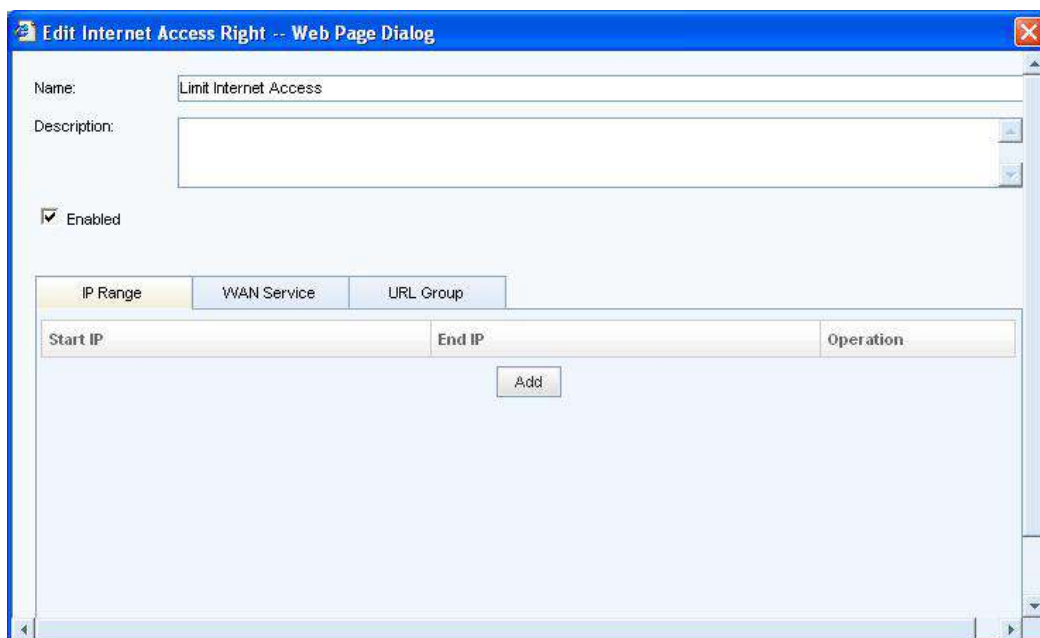 Edit Internet Access Right -- Web Page Dialog
Name: Limit Internet Access
Description:
Enabled
IP Range WAN Service URL Group
Start IP End IP Operation
Add